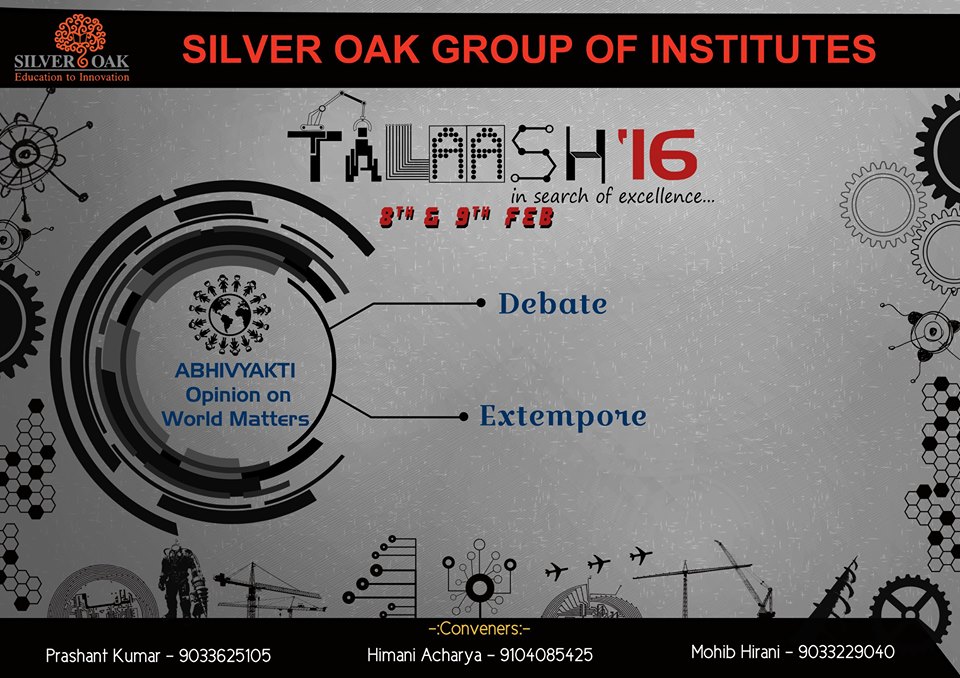 SILVER OAK
Education to Innovation
SILVER OAK GROUP OF INSTITUTES
TALAASH '16
in search of excellence...
8TH & 9TH FEB
ABHIVYAKTI
Opinion on
World Matters
Debate
Extempore
-:Conveners:-
Prashant Kumar - 9033625105
Himani Acharya - 9104085425
Mohib Hirani - 9033229040